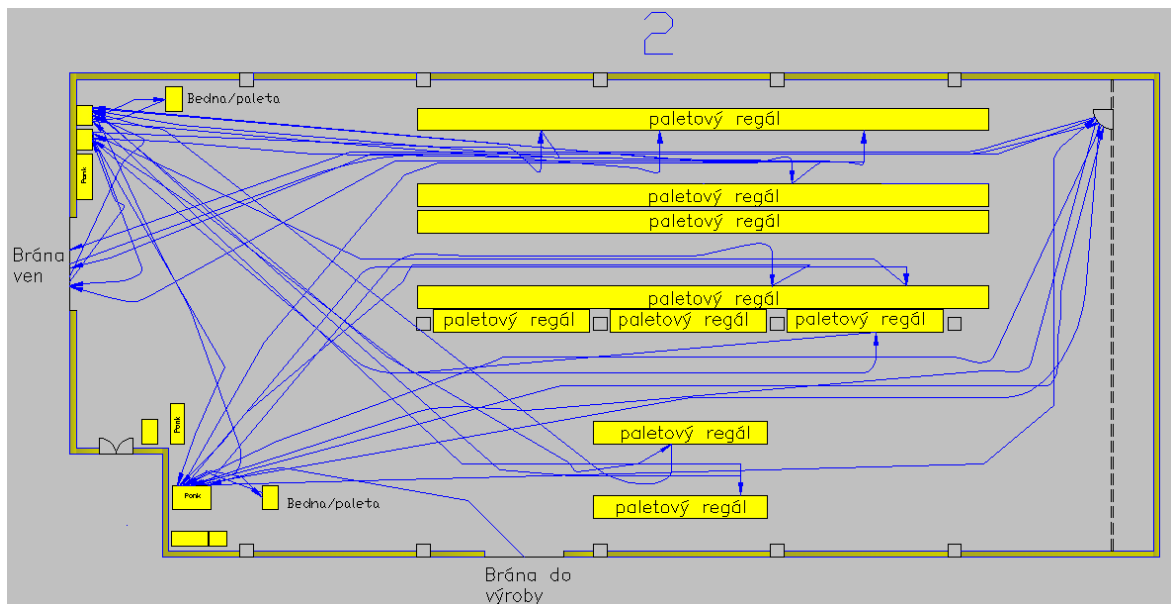 2
Bedna/paleta
paletový regál
Ponk
paletový regál
paletový regál
Brána
ven
paletový regál
paletový regál
paletový regál
paletový regál
Ponk
paletový regál
Ponk
Bedna/paleta
paletový regál
Brána do
výroby